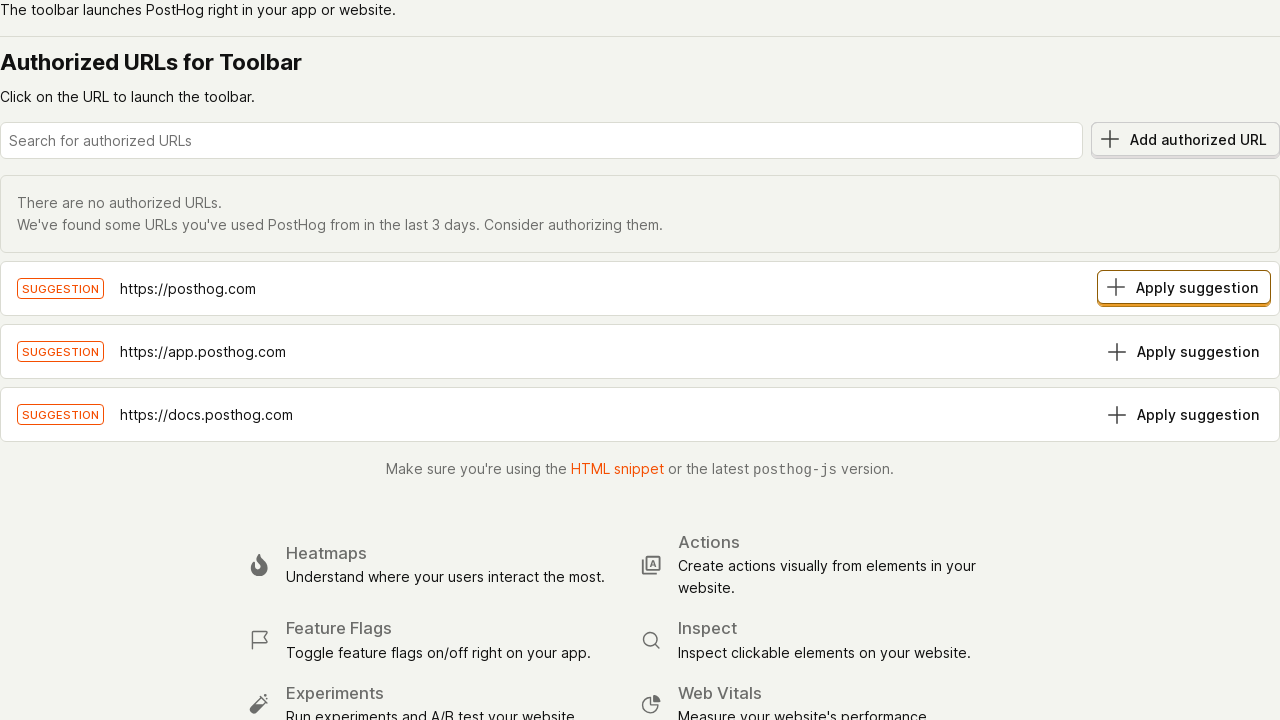 The toolbar launches PostHog right in your app or website.
Authorized URLs for Toolbar
Click on the URL to launch the toolbar.
Search for authorized URLs
Add authorized URL
There are no authorized URLs.
We've found some URLs you've used PostHog from in the last 3 days. Consider authorizing them.
SUGGESTION https://posthog.com Apply suggestion
SUGGESTION https://app.posthog.com Apply suggestion
SUGGESTION https://docs.posthog.com Apply suggestion
Make sure you're using the HTML snippet or the latest posthog-js version.
Heatmaps
Understand where your users interact the most.
Actions
Create actions visually from elements in your
website.
Feature Flags
Toggle feature flags on/off right on your app.
Inspect
Inspect clickable elements on your website.
Experiments
Run experiments and A/B test your website.
Web Vitals
Measure your website's performance.